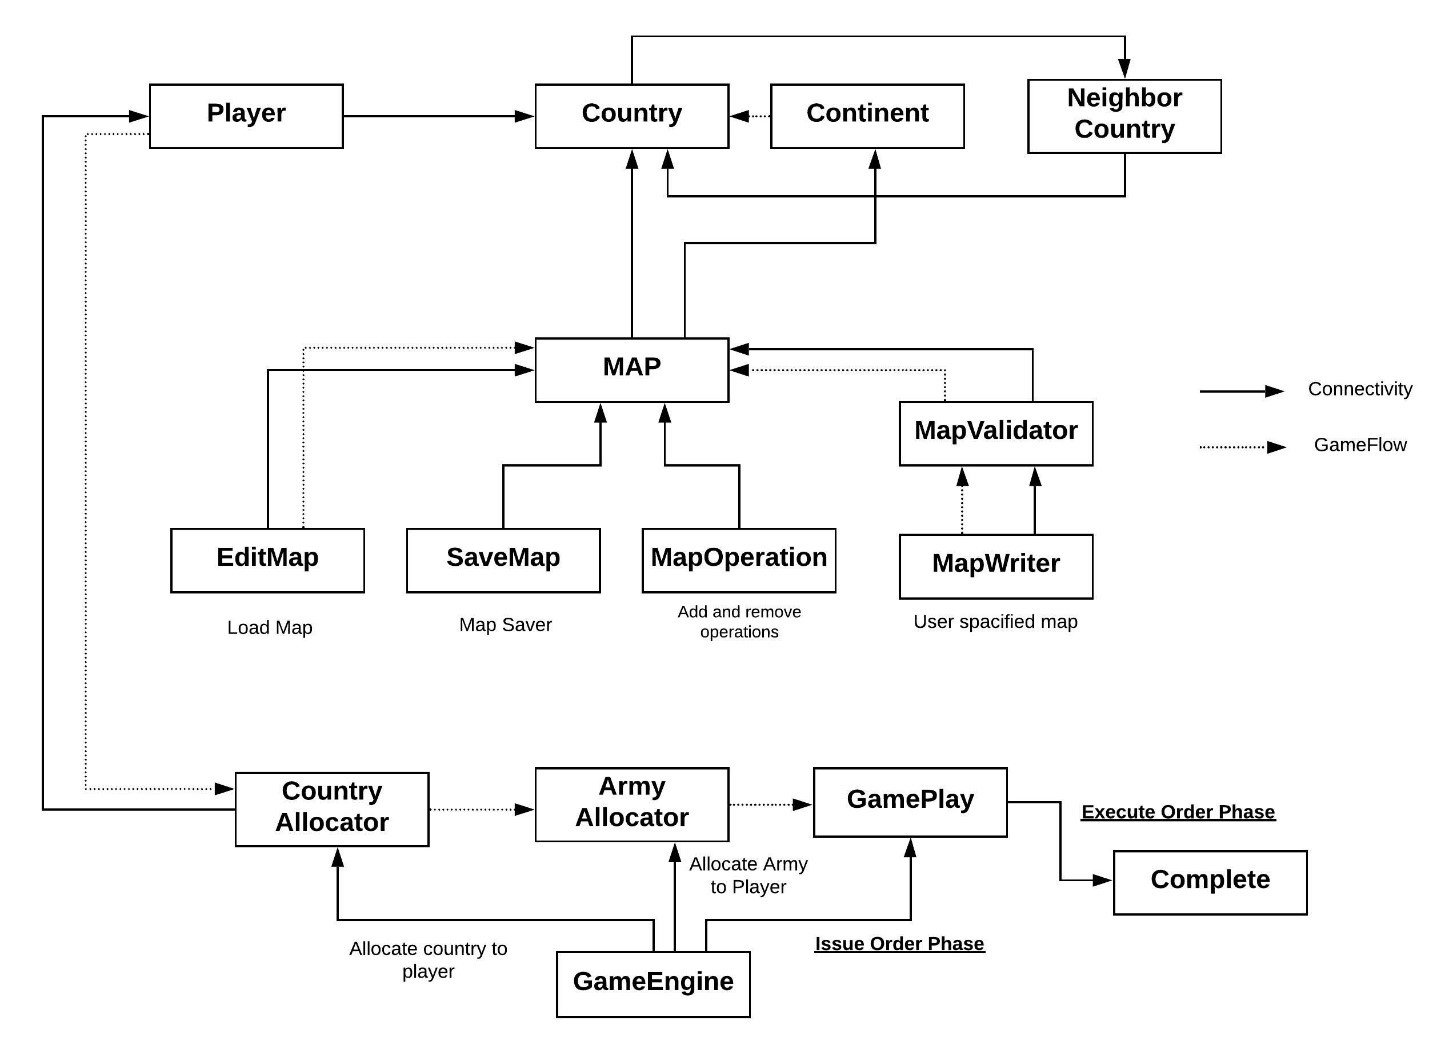 Player
Country
Continent
Neighbor
Country
MAP
MapValidator
Connectivity
GameFlow
EditMap
SaveMap
MapOperation
MapWriter
Load Map
Map Saver
Add and remove
operations
User spacified map
Country
Allocator
Army
Allocator
GamePlay
Execute Order Phase
Complete
Allocate Army
to Player
Allocate country to
player
Issue Order Phase
GameEngine